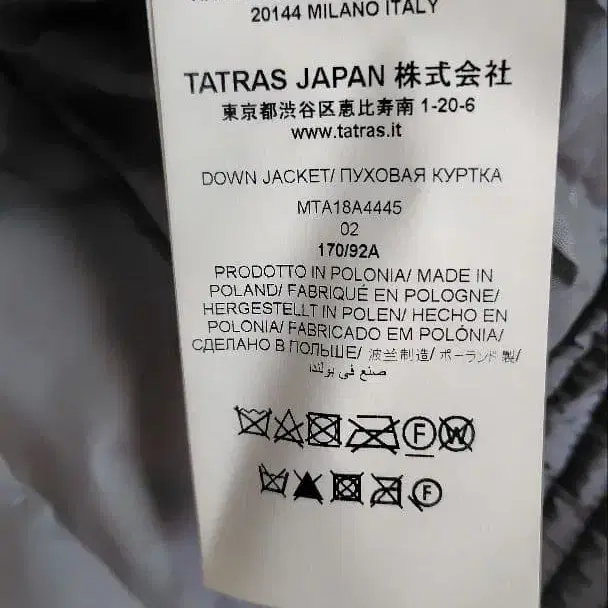 20144 MILANO ITALY
TATRAS JAPAN 株式会社
東京都渋谷区恵比寿南 1-20-6
www.tatras.it
DOWN JACKET/ ПУХОВАЯ КУРТКА
MTA18A4445
02
170/92A
PRODOTTO IN POLONIA/ MADE IN
POLAND/ FABRIQUÉ EN POLOGNE/
HERGESTELLT IN POLEN/ HECHO EN
POLONIA/ FABRICADO EM POLÓNIA/
СДЕЛАНО В ПОЛЬШЕ/ 波兰制造/ ポーランド 製/
صنع في بولندا
F W
F